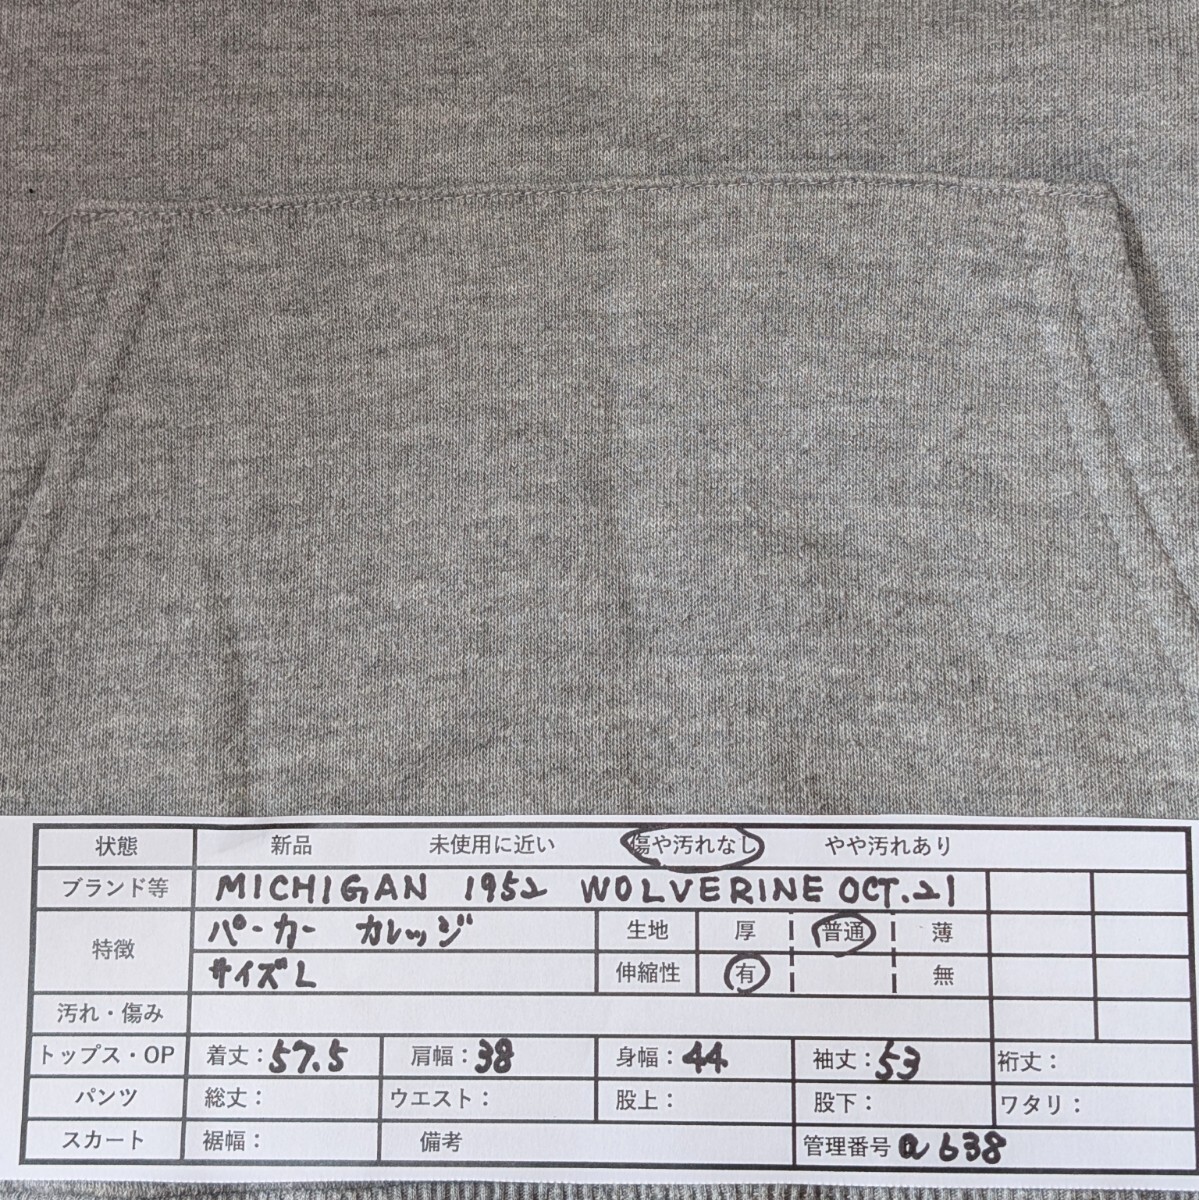 状態 新品 未使用に近い 傷や汚れなし やや汚れあり
ブランド等 MICHIGAN 1952 WOLVERINE OCT.21
特徴 パーカー カレッジ 生地 厚 普通 薄
サイズL 伸縮性 有 無
汚れ・傷み
トップス・OP 着丈：57.5 肩幅：38 身幅：44 袖丈：53 裄丈：
パンツ 総丈： ウエスト： 股上： 股下： ワタリ：
スカート 裾幅： 備考 管理番号 a638